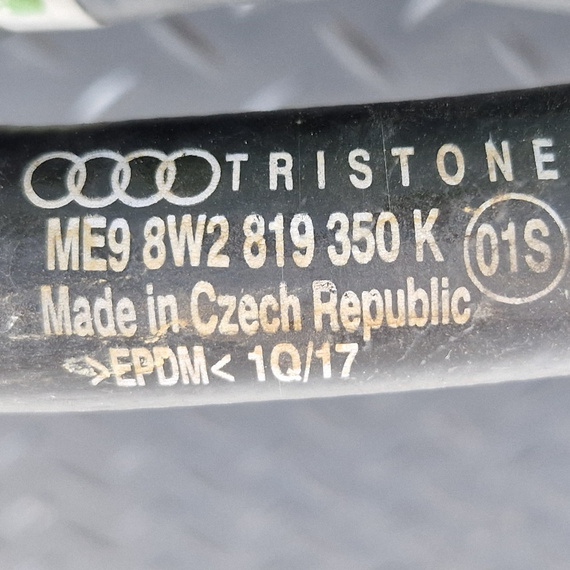 TRISTONE
ME9 8W2 819 350 K 01S
Made in Czech Republic
>EPDM< 1Q/17